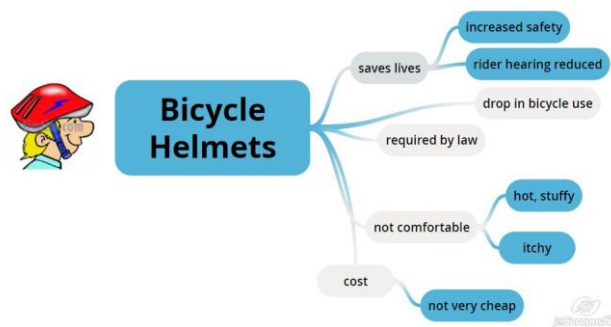 Bicycle
Helmets
saves lives
increased safety
rider hearing reduced
drop in bicycle use
required by law
not comfortable
hot, stuffy
itchy
cost
not very cheap